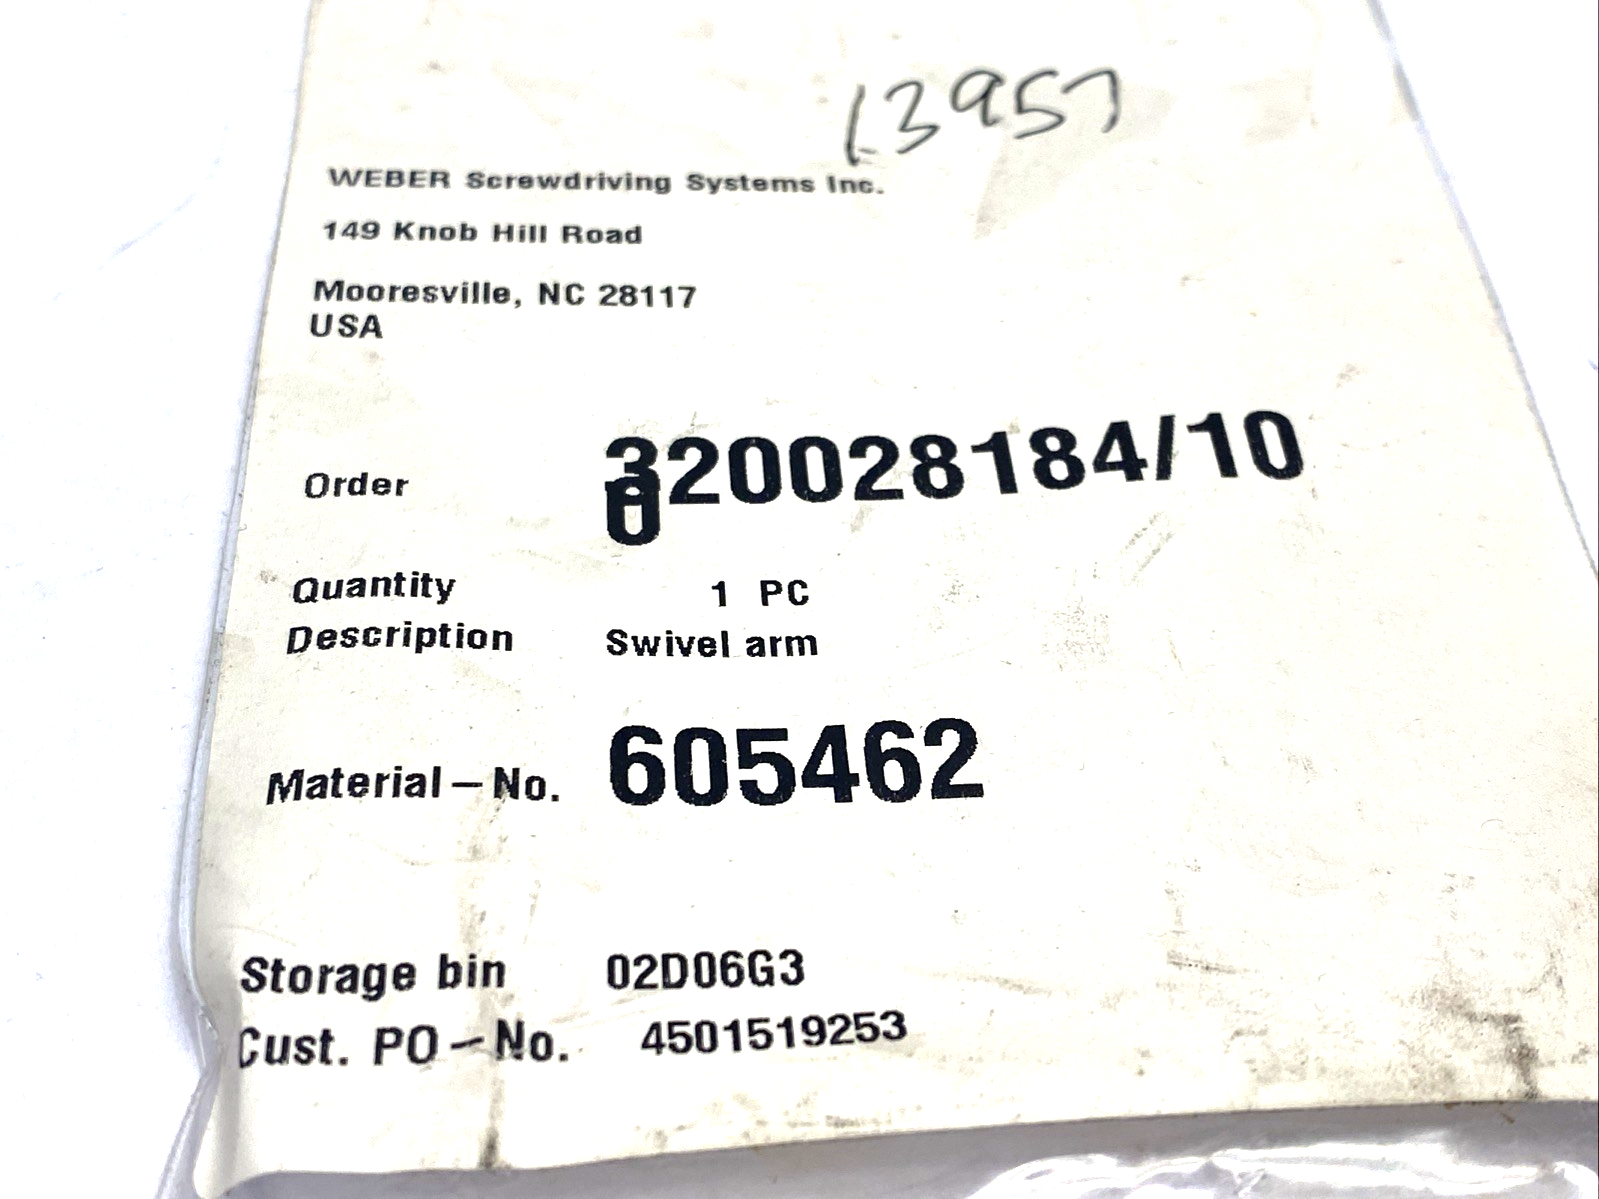 13957
WEBER Screwdriving Systems Inc.
149 Knob Hill Road
Mooresville, NC 28117
USA
Order 320028184/10
0
Quantity 1 PC
Description Swivel arm
Material-No. 605462
Storage bin 02D06G3
Cust. PO-No. 4501519253